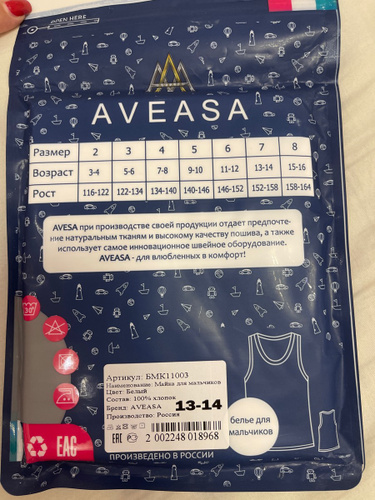 OPEN HERE
AVEASA
Размер 2 3 4 5 6 7 8
Возраст 3-4 5-6 7-8 9-10 11-12 13-14 15-16
Рост 116-122 122-134 134-140 140-146 146-152 152-158 158-164
AVESA при производстве своей продукции отдает предпочте-
ние натуральным тканям и высокому качеству пошива, а также
использует самое инновационное швейное оборудование.
AVEASA - для влюбленных в комфорт!
30°
Артикул: БМК11003
Наименование: Майка для мальчиков
Цвет: Белый
Состав: 100% хлопок
Бренд: AVEASA
Производство: Россия
13-14
EAC 2 002248 018968
белье для
мальчиков
EAC
ПРОИЗВЕДЕНО В РОССИИ